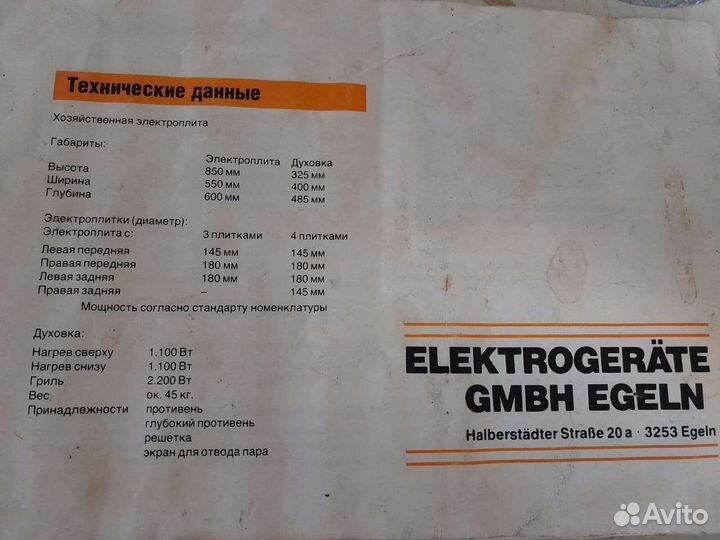 Технические данные
Хозяйственная электроплита
Габариты:
Электроплита Духовка
Высота 850 мм 325 мм
Ширина 550 мм 400 мм
Глубина 600 мм 485 мм
Электроплитки (диаметр):
Электроплита с: 3 плитками 4 плитками
Левая передняя 145 мм 145 мм
Правая передняя 180 мм 180 мм
Левая задняя 180 мм 180 мм
Правая задняя – 145 мм
Мощность согласно стандарту номенклатуры
Духовка:
Нагрев сверху 1.100 Вт
Нагрев снизу 1.100 Вт
Гриль 2.200 Вт
Вес ок. 45 кг.
Принадлежности противень
глубокий противень
решетка
экран для отвода пара
ELEKTROGERÄTE
GMBH EGELN
Halberstädter Straße 20 a · 3253 Egeln
Avito